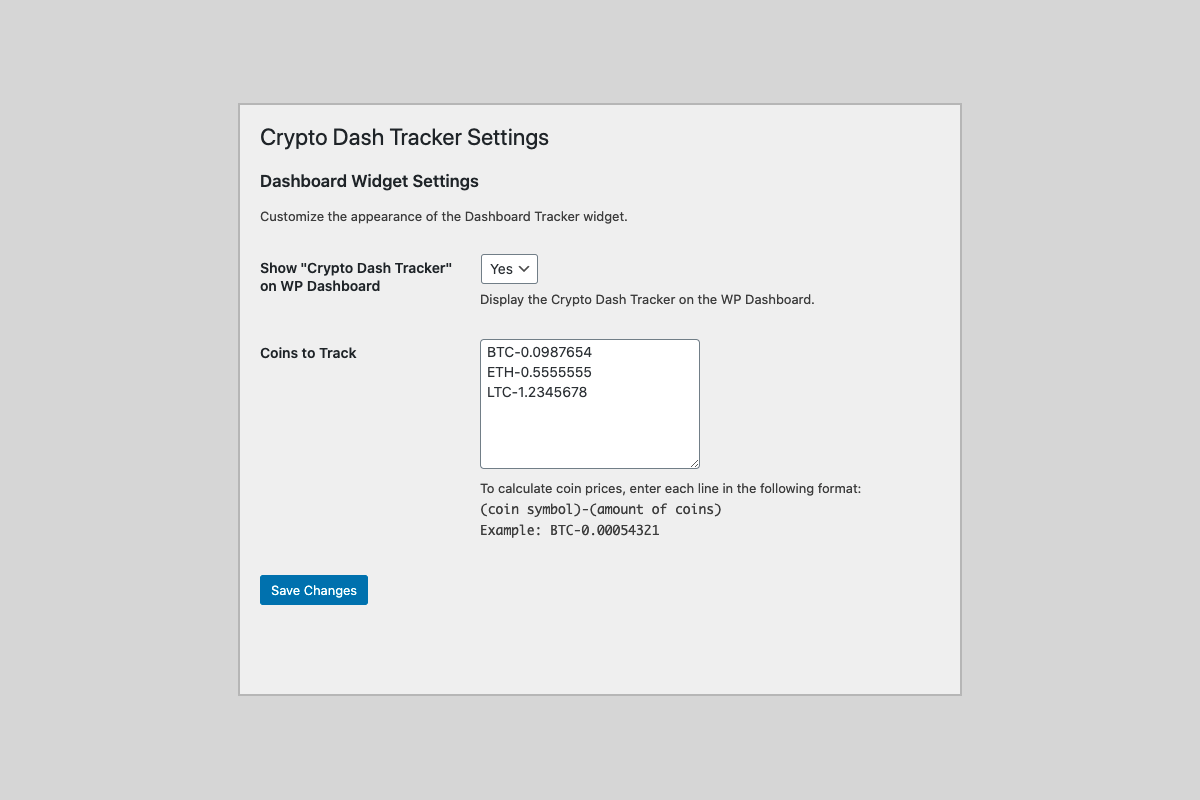 Crypto Dash Tracker Settings
Dashboard Widget Settings
Customize the appearance of the Dashboard Tracker widget.
Show "Crypto Dash Tracker"
on WP Dashboard
Yes
Display the Crypto Dash Tracker on the WP Dashboard.
Coins to Track
BTC-0.0987654
ETH-0.5555555
LTC-1.2345678
To calculate coin prices, enter each line in the following format:
(coin symbol)-(amount of coins)
Example: BTC-0.00054321
Save Changes